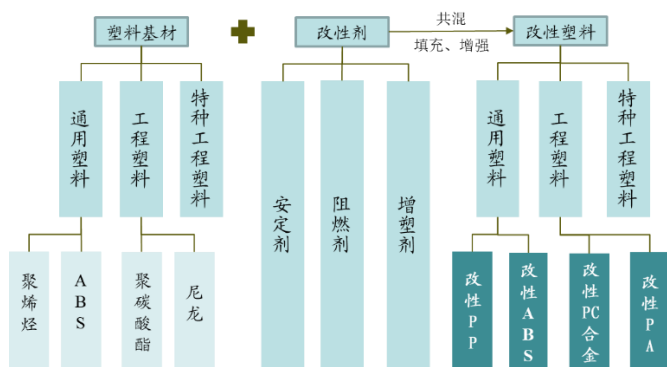 塑料基材
改性剂
共混
填充、增强
改性塑料
通用塑料
工程塑料
特种工程塑料
安定剂
阻燃剂
增塑剂
通用塑料
工程塑料
特种工程塑料
聚烯烃
ABS
聚碳酸酯
尼龙
改性PP
改性ABS
改性PC合金
改性PA